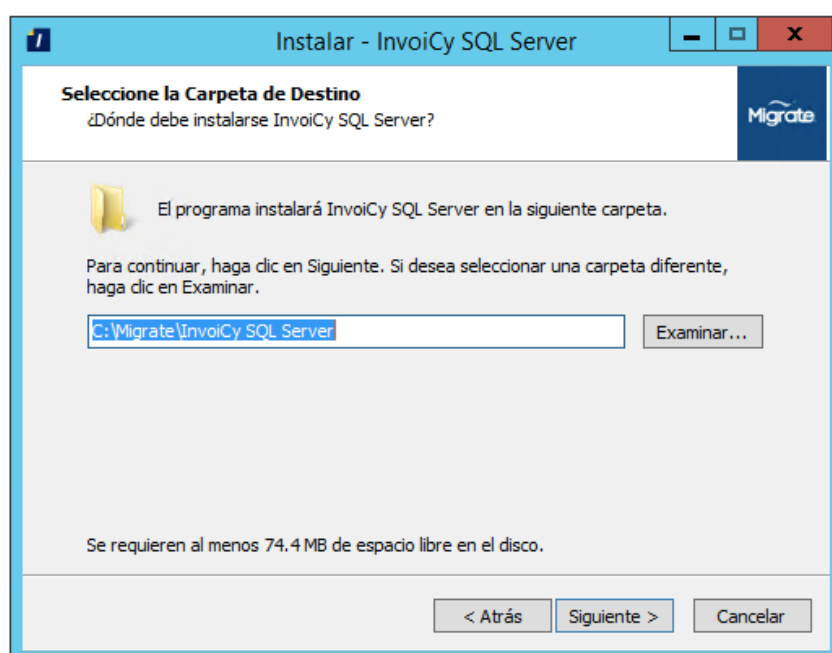 Instalar - InvoiCy SQL Server
Seleccione la Carpeta de Destino
¿Dónde debe instalarse InvoiCy SQL Server?
Migrate
El programa instalará InvoiCy SQL Server en la siguiente carpeta.
Para continuar, haga clic en Siguiente. Si desea seleccionar una carpeta diferente,
haga clic en Examinar.
C:\Migrate\InvoiCy SQL Server
Examinar...
Se requieren al menos 74.4 MB de espacio libre en el disco.
< Atrás
Siguiente >
Cancelar